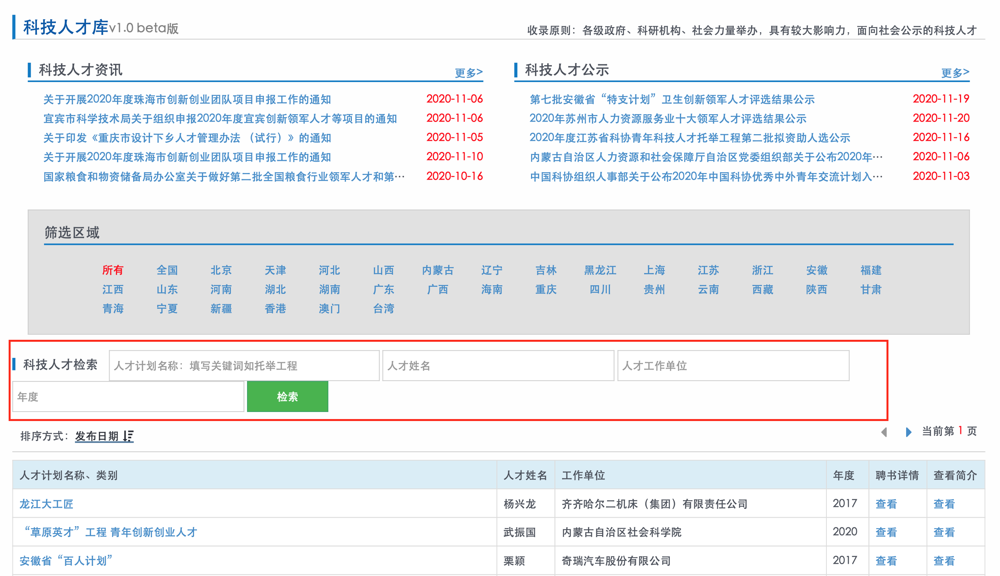 科技人才库v1.0 beta版
收录原则：各级政府、科研机构、社会力量举办，具有较大影响力，面向社会公示的科技人才
科技人才资讯 更多>
关于开展2020年度珠海市创新创业团队项目申报工作的通知 2020-11-06
宜宾市科学技术局关于组织申报2020年度宜宾创新领军人才等项目的通知 2020-11-06
关于印发《重庆市设计下乡人才管理办法 （试行）》的通知 2020-11-05
关于开展2020年度珠海市创新创业团队项目申报工作的通知 2020-11-10
国家粮食和物资储备局办公室关于做好第二批全国粮食行业领军人才和第… 2020-10-16
科技人才公示 更多>
第七批安徽省“特支计划”卫生创新领军人才评选结果公示 2020-11-19
2020年苏州市人力资源服务业十大领军人才评选结果公示 2020-11-20
2020年度江苏省科协青年科技人才托举工程第二批拟资助人选公示 2020-11-16
内蒙古自治区人力资源和社会保障厅自治区党委组织部关于公布2020年… 2020-11-06
中国科协组织人事部关于公布2020年中国科协优秀中外青年交流计划入… 2020-11-03
筛选区域
所有 全国 北京 天津 河北 山西 内蒙古 辽宁 吉林 黑龙江 上海 江苏 浙江 安徽 福建
江西 山东 河南 湖北 湖南 广东 广西 海南 重庆 四川 贵州 云南 西藏 陕西 甘肃
青海 宁夏 新疆 香港 澳门 台湾
科技人才检索 人才计划名称：填写关键词如托举工程 人才姓名 人才工作单位
年度 检索
排序方式：发布日期 当前第 1 页
人才计划名称、类别 人才姓名 工作单位 年度 聘书详情 查看简介
龙江大工匠 杨兴龙 齐齐哈尔二机床（集团）有限责任公司 2017 查看 查看
“草原英才”工程 青年创新创业人才 武振国 内蒙古自治区社会科学院 2020 查看 查看
安徽省“百人计划” 栗颖 奇瑞汽车股份有限公司 2017 查看 查看